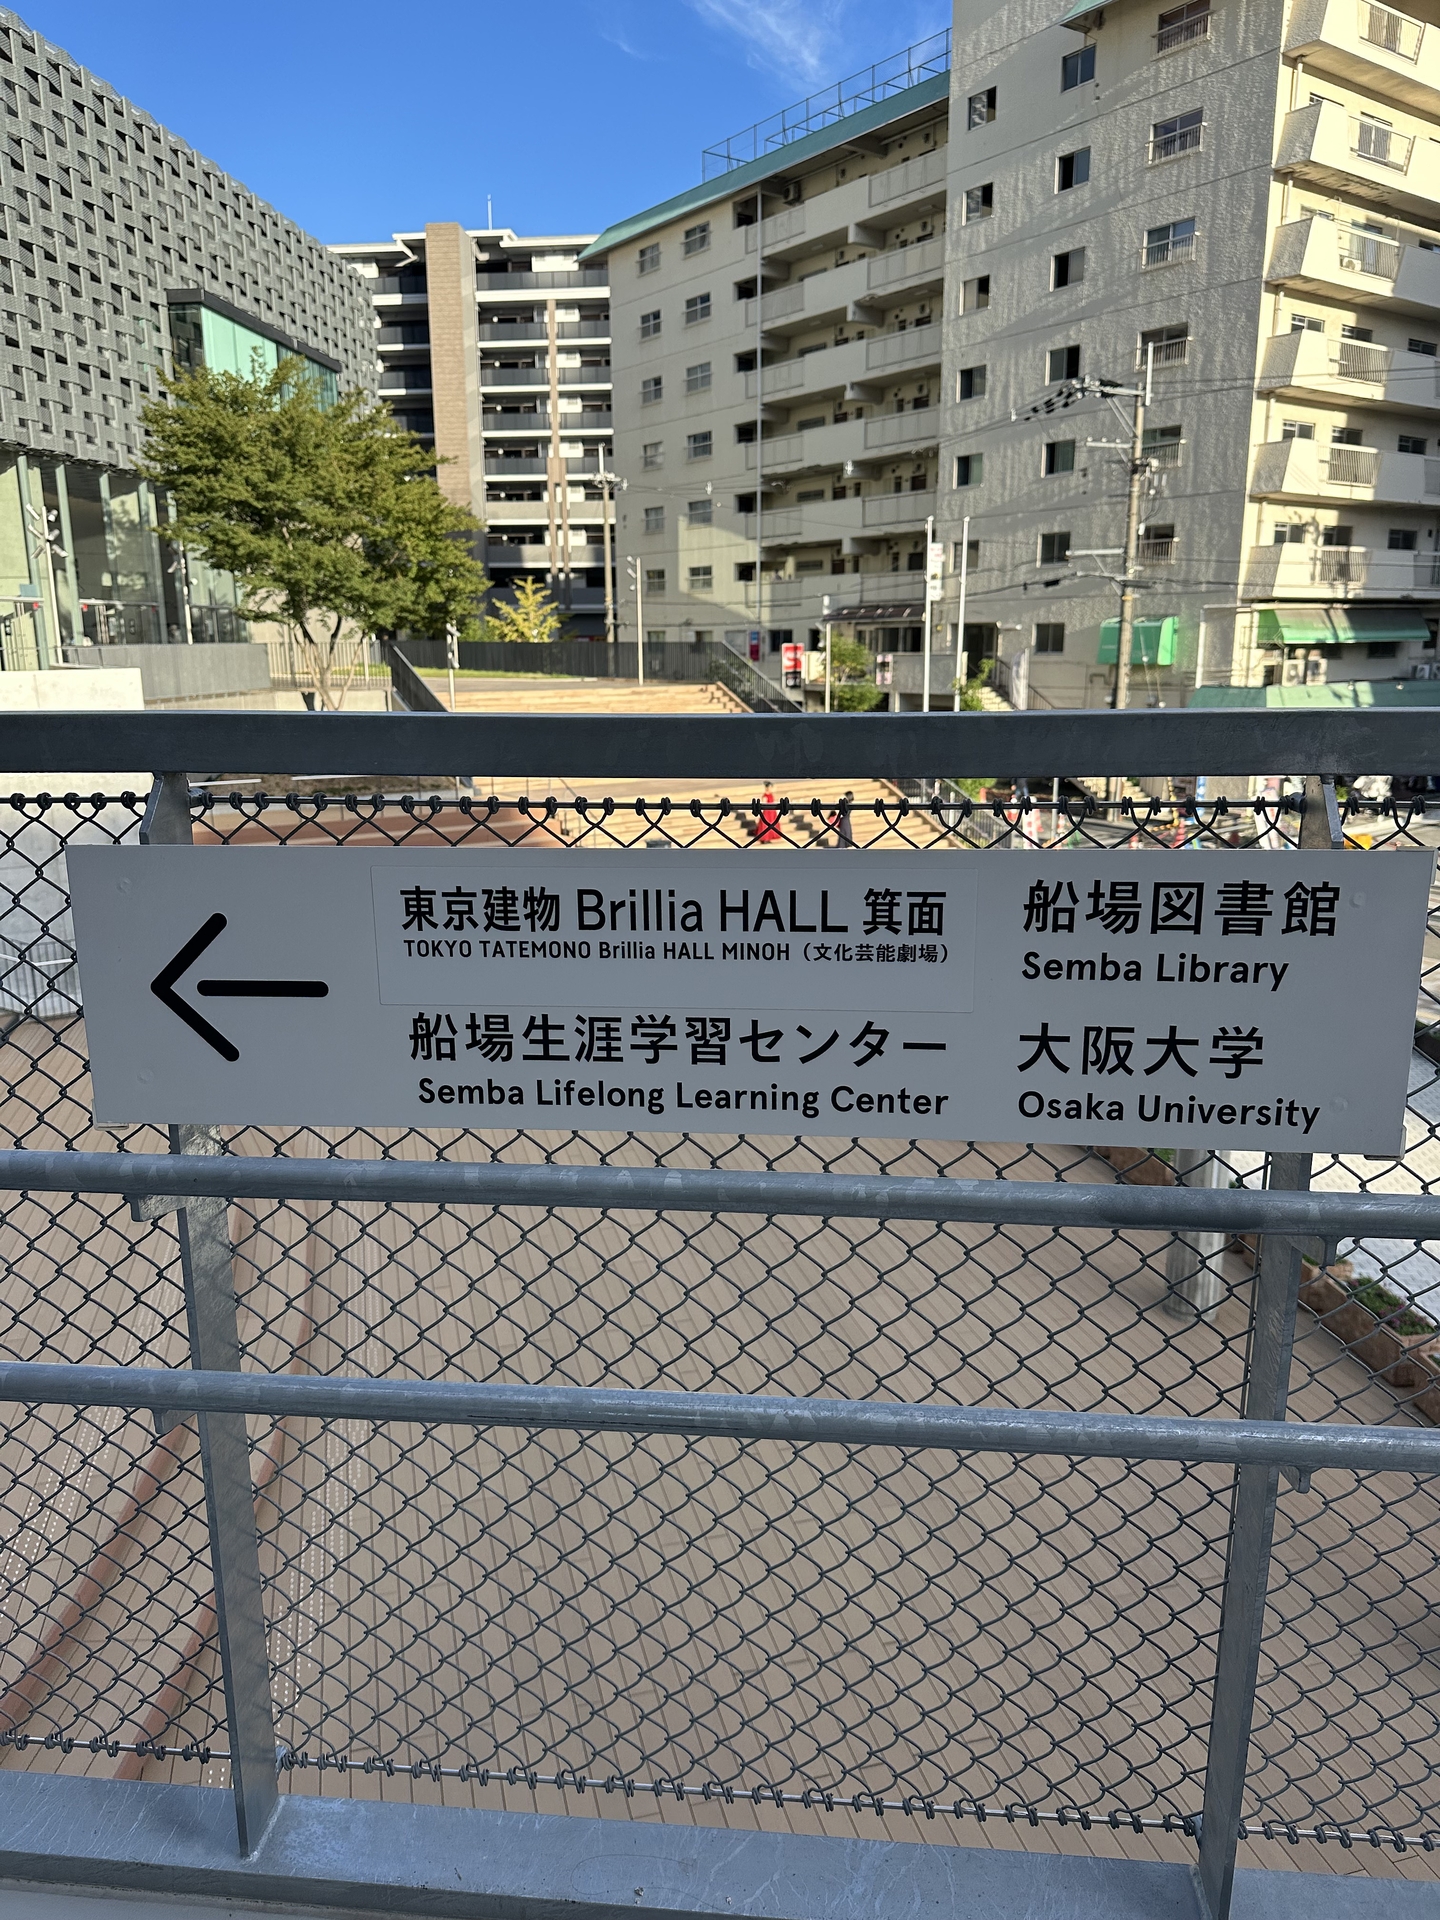 東京建物 Brillia HALL 箕面
TOKYO TATEMONO Brillia HALL MINOH（文化芸能劇場）
船場生涯学習センター
Semba Lifelong Learning Center
船場図書館
Semba Library
大阪大学
Osaka University